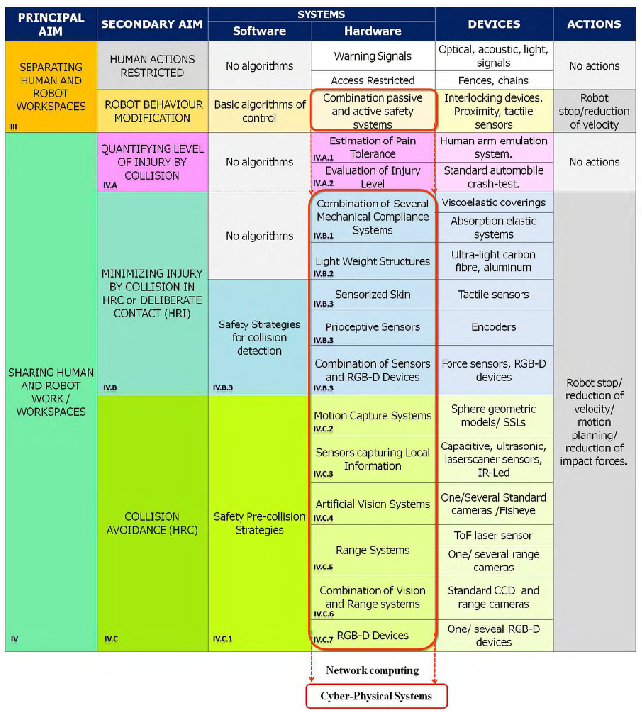 PRINCIPAL
AIM
SECONDARY AIM
SYSTEMS
Software
Hardware
DEVICES
ACTIONS
SEPARATING
HUMAN AND
ROBOT
WORKSPACES
III
HUMAN ACTIONS
RESTRICTED
No algorithms
Warning Signals
Optical, acoustic, light,
signals
No actions
Access Restricted
Fences, chains
ROBOT BEHAVIOUR
MODIFICATION
Basic algorithms of
control
Combination passive
and active safety
systems
Interlocking devices.
Proximity, tactile
sensors
Robot
stop/reduction
of velocity
SHARING HUMAN
AND ROBOT
WORK/
WORKSPACES
IV
QUANTIFYING LEVEL
OF INJURY BY
COLLISION
IV.A
No algorithms
Estimation of Pain
Tolerance
IV.A.1
Human arm emulation
system.
No actions
Evaluation of Injury
Level
IV.A.2
Standard automobile
crash-test.
MINIMIZING INJURY
BY COLLISION IN
HRC or DELIBERATE
CONTACT (HRI)
IV.B
No algorithms
Combination of Several
Mechanical Compliance
Systems
IV.B.1
Viscoelastic coverings
Absorption elastic
systems
Light Weight Structures
IV.B.2
Ultra-light carbon
fibre, aluminum
Safety Strategies
for collision
detection
IV.B.3
Sensorized Skin
IV.B.3
Tactile sensors
Prioceptive Sensors
IV.B.3
Encoders
Combination of Sensors
and RGB-D Devices
IV.B.3
Force sensors, RGB-D
devices
Robot stop/
reduction of
velocity/
motion
planning/
reduction of
impact forces.
COLLISION
AVOIDANCE (HRC)
IV.C
Safety Pre-collision
Strategies
IV.C.1
Motion Capture Systems
IV.C.2
Sphere geometric
models/ SSLs
Sensors capturing Local
Information
IV.C.3
Capacitive, ultrasonic,
laserscaner sensors,
IR-Led
Artificial Vision Systems
IV.C.4
One/Several Standard
cameras /Fisheye
Range Systems
IV.C.5
ToF laser sensor
One/ several range
cameras
Combination of Vision
and Range systems
IV.C.6
Standard CCD and
range cameras
RGB-D Devices
IV.C.7
One/ seveal RGB-D
devices
Network computing
Cyber-Physical Systems